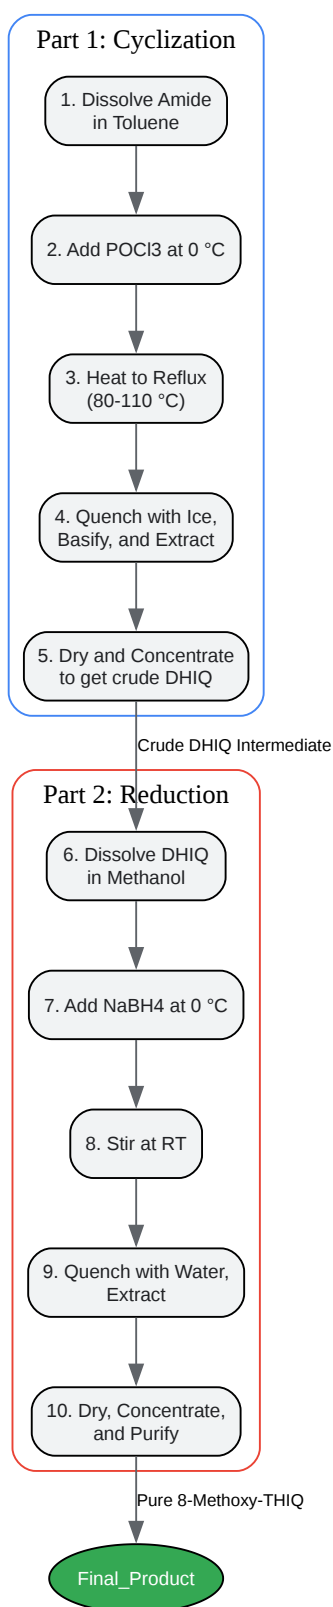 Part 1: Cyclization
1. Dissolve Amide
in Toluene
2. Add POCl3 at 0 °C
3. Heat to Reflux
(80-110 °C)
4. Quench with Ice,
Basify, and Extract
5. Dry and Concentrate
to get crude DHIQ
Crude DHIQ Intermediate
Part 2: Reduction
6. Dissolve DHIQ
in Methanol
7. Add NaBH4 at 0 °C
8. Stir at RT
9. Quench with Water,
Extract
10. Dry, Concentrate,
and Purify
Pure 8-Methoxy-THIQ
Final_Product